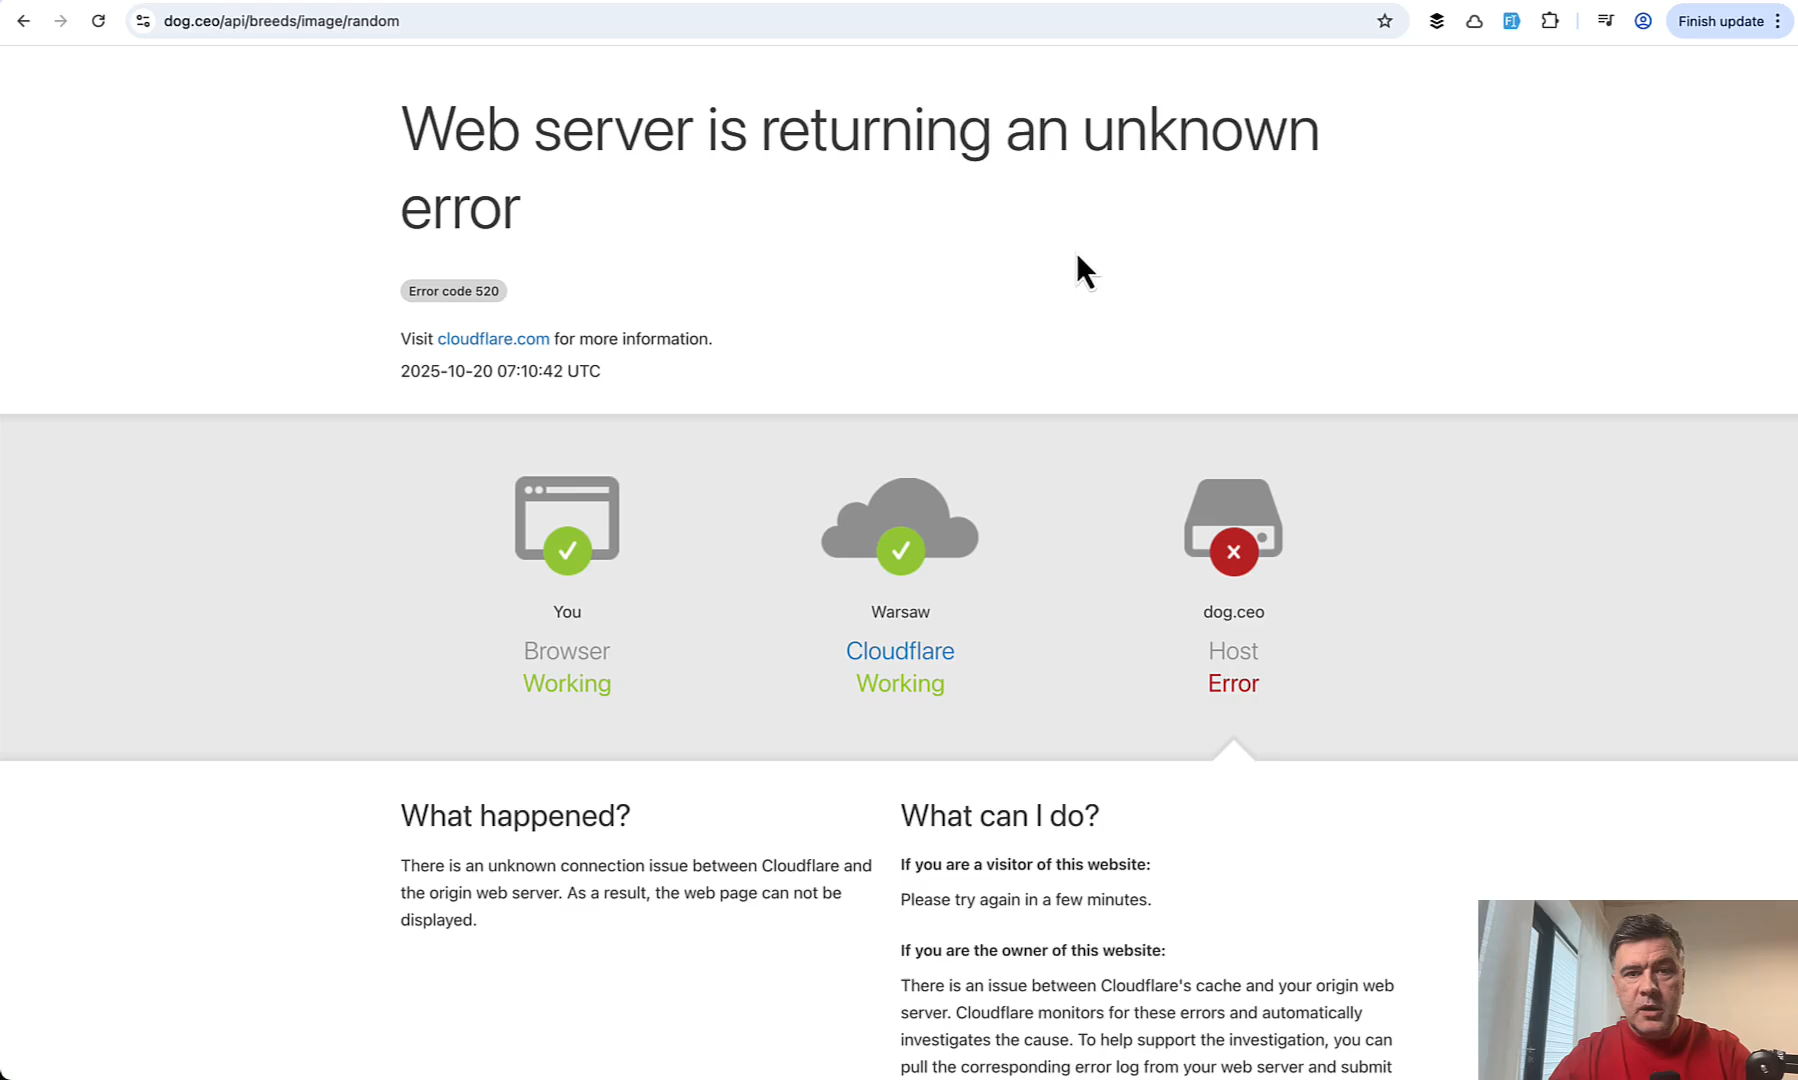 dog.ceo/api/breeds/image/random
Finish update
Web server is returning an unknown
error
Error code 520
Visit cloudflare.com for more information.
2025-10-20 07:10:42 UTC
You
Browser
Working
Warsaw
Cloudflare
Working
dog.ceo
Host
Error
What happened?
There is an unknown connection issue between Cloudflare and
the origin web server. As a result, the web page can not be
displayed.
What can I do?
If you are a visitor of this website:
Please try again in a few minutes.
If you are the owner of this website:
There is an issue between Cloudflare's cache and your origin web
server. Cloudflare monitors for these errors and automatically
investigates the cause. To help support the investigation, you can
pull the corresponding error log from your web server and submit